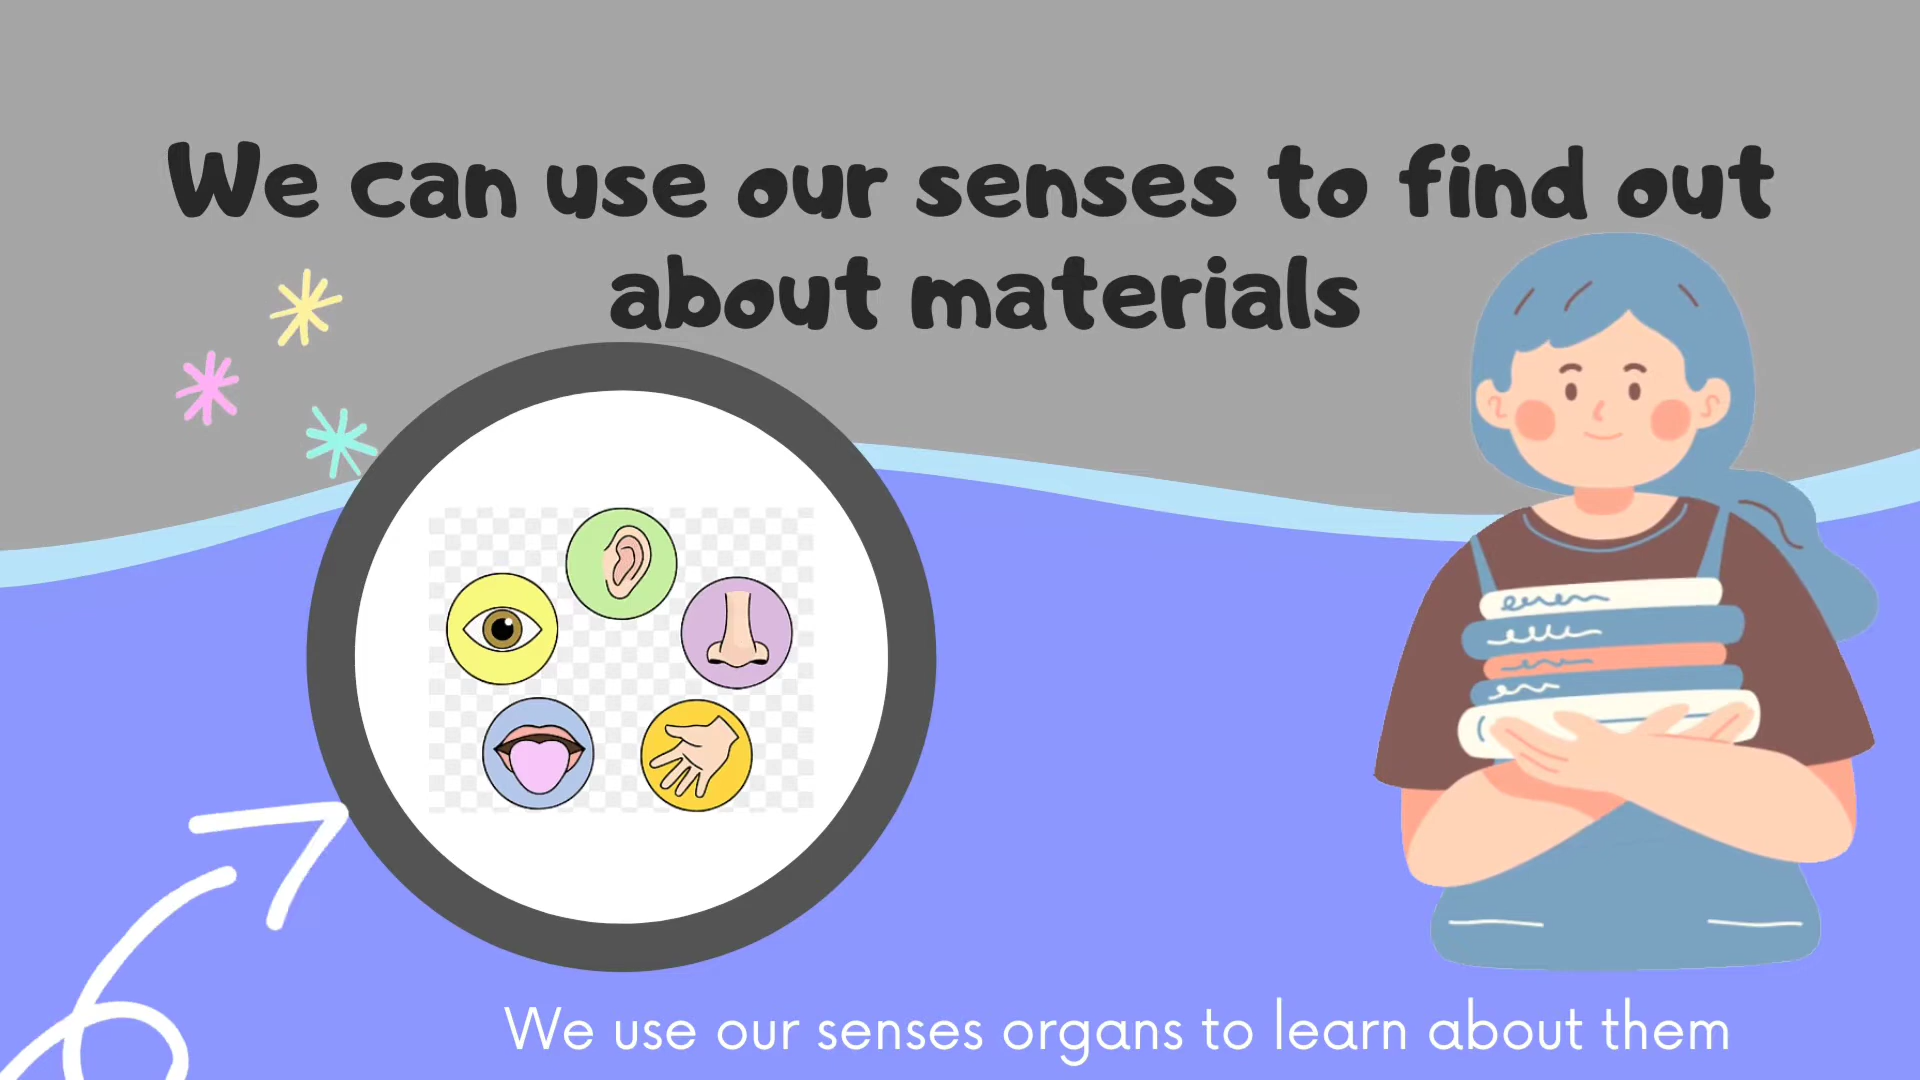 We can use our senses to find out
about materials
We use our senses organs to learn about them